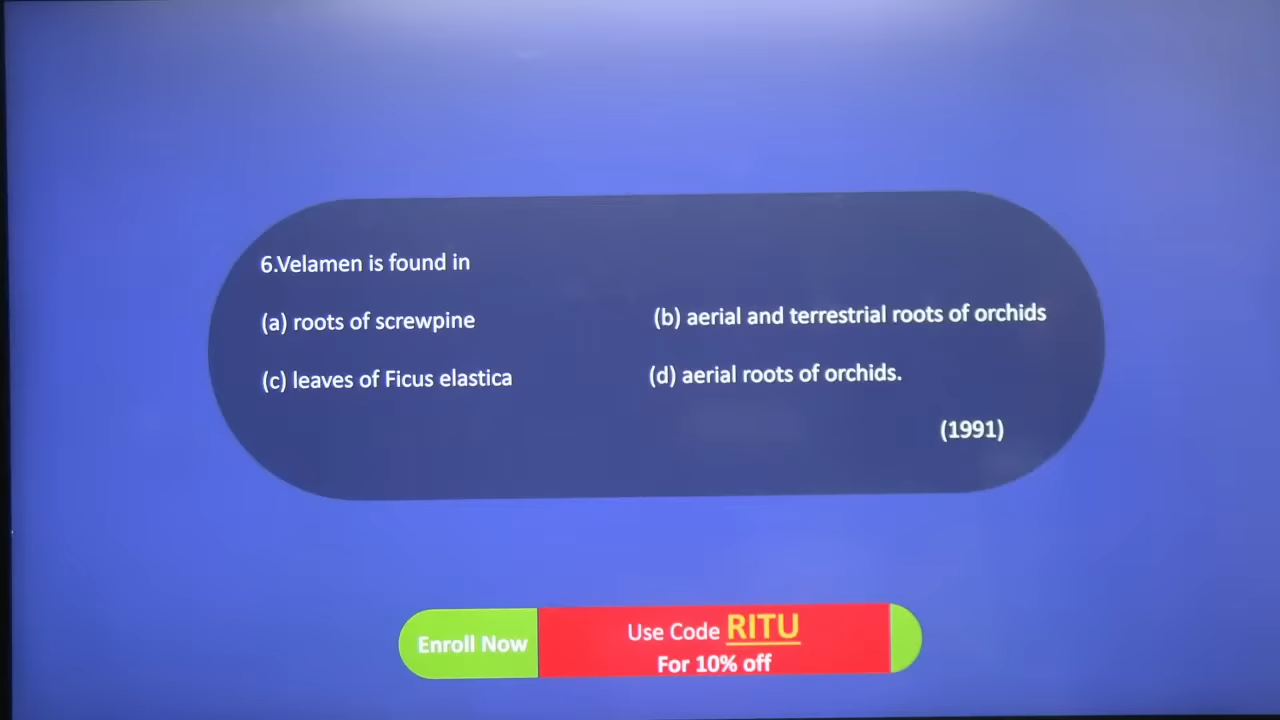 6.Velamen is found in
(a) roots of screwpine (b) aerial and terrestrial roots of orchids
(c) leaves of Ficus elastica (d) aerial roots of orchids.
(1991)
Enroll Now
Use Code RITU
For 10% off